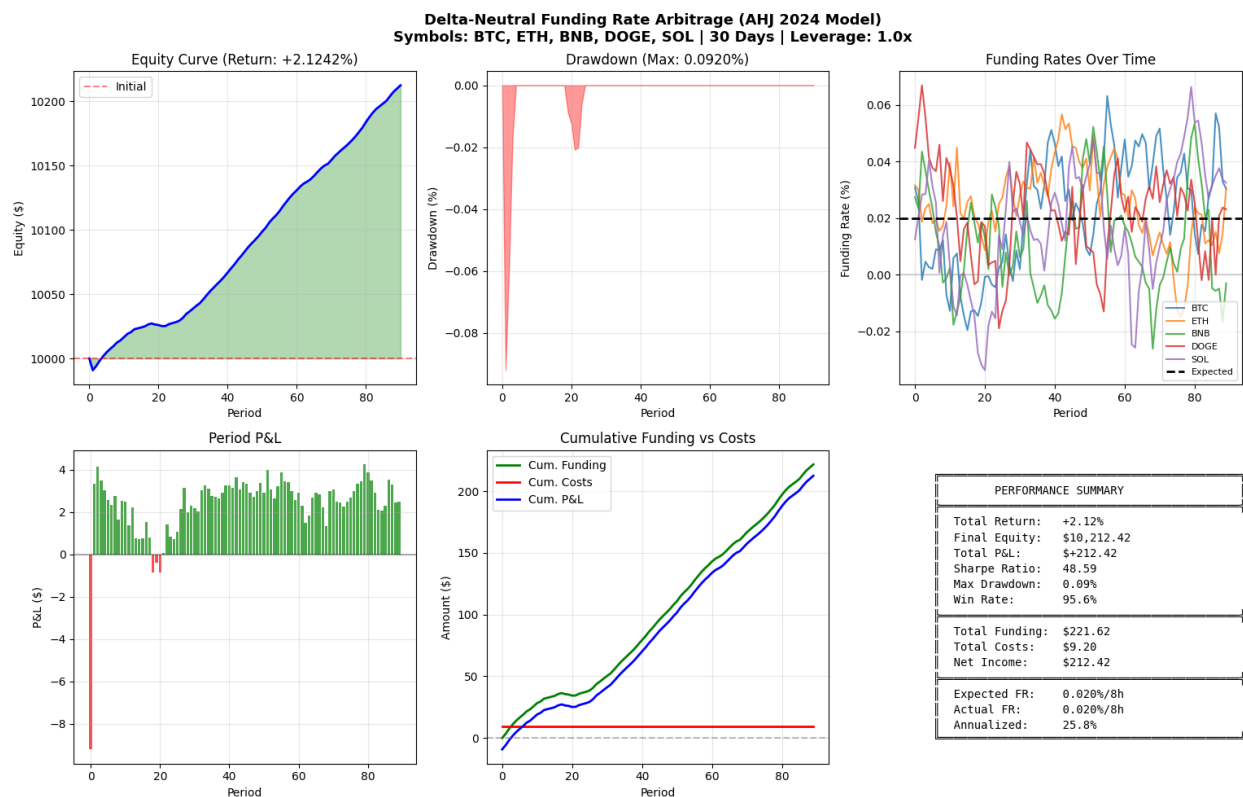 Delta-Neutral Funding Rate Arbitrage (AHJ 2024 Model)
Symbols: BTC, ETH, BNB, DOGE, SOL | 30 Days | Leverage: 1.0x
Equity Curve (Return: +2.1242%)
Initial
Equity ($)
10200
10150
10100
10050
10000
0 20 40 60 80
Period
Drawdown (Max: 0.0920%)
Drawdown (%)
0.00
−0.02
−0.04
−0.06
−0.08
0 20 40 60 80
Period
Funding Rates Over Time
Funding Rate (%)
0.06
0.04
0.02
0.00
−0.02
BTC
ETH
BNB
DOGE
SOL
Expected
0 20 40 60 80
Period
Period P&L
P&L ($)
4
2
0
−2
−4
−6
−8
0 20 40 60 80
Period
Cumulative Funding vs Costs
Cum. Funding
Cum. Costs
Cum. P&L
Amount ($)
200
150
100
50
0
0 20 40 60 80
Period
PERFORMANCE SUMMARY
Total Return: +2.12%
Final Equity: $10,212.42
Total P&L: $+212.42
Sharpe Ratio: 48.59
Max Drawdown: 0.09%
Win Rate: 95.6%
Total Funding: $221.62
Total Costs: $9.20
Net Income: $212.42
Expected FR: 0.020%/8h
Actual FR: 0.020%/8h
Annualized: 25.8%